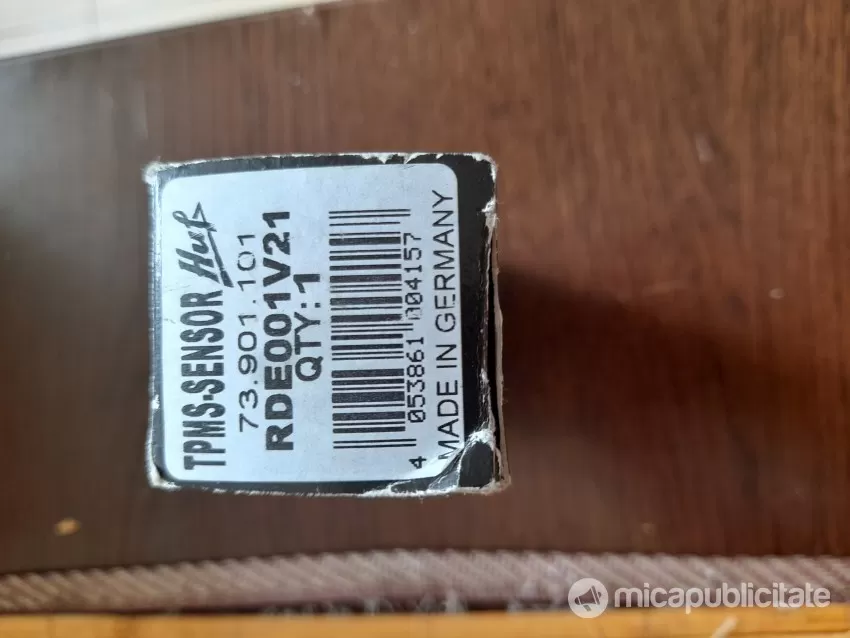 TPMS-SENSOR Huf
73.901.101
RDE001V21
QTY:1
4 053861 004157
MADE IN GERMANY
micapublicitate